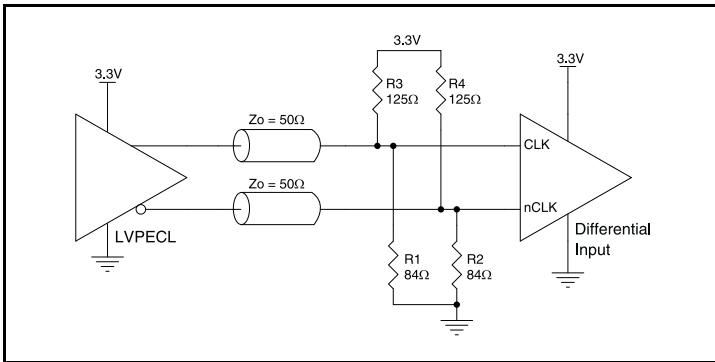 3.3V
3.3V
3.3V
R3
125Ω
R4
125Ω
Zo = 50Ω
CLK
Zo = 50Ω
nCLK
LVPECL
Differential
Input
R1
84Ω
R2
84Ω